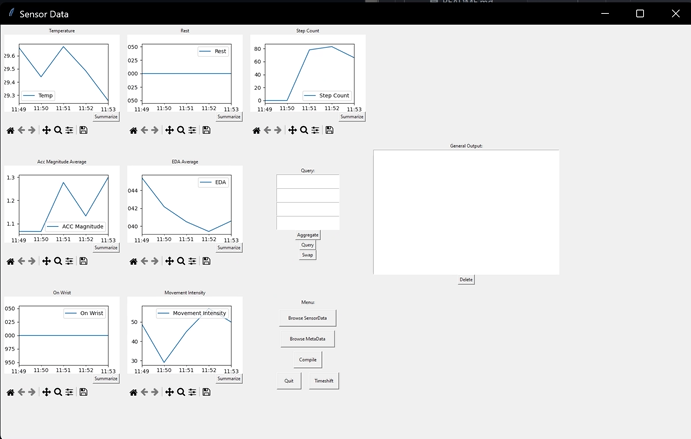 Sensor Data
Temperature
Rest
Step Count
29.6
29.5
29.4
29.3
Temp
11:49 11:50 11:51 11:52 11:53
Summarize
050
000
050
Rest
11:49 11:50 11:51 11:52 11:53
Summarize
80
60
40
20
0
Step Count
11:49 11:50 11:51 11:52 11:53
Summarize
General Output:
Acc Magnitude Average
EDA Average
Query:
1.3
1.2
1.1
ACC Magnitude
11:49 11:50 11:51 11:52 11:53
Summarize
044
042
040
EDA
11:49 11:50 11:51 11:52 11:53
Summarize
Aggregate
Query
Swap
Delete
On Wrist
Movement Intensity
Menu:
050
025
000
975
950
On Wrist
11:49 11:50 11:51 11:52 11:53
Summarize
50
40
30
Movement Intensity
11:49 11:50 11:51 11:52 11:53
Summarize
Browse SensorData
Browse MetaData
Compile
Quit
Timeshift